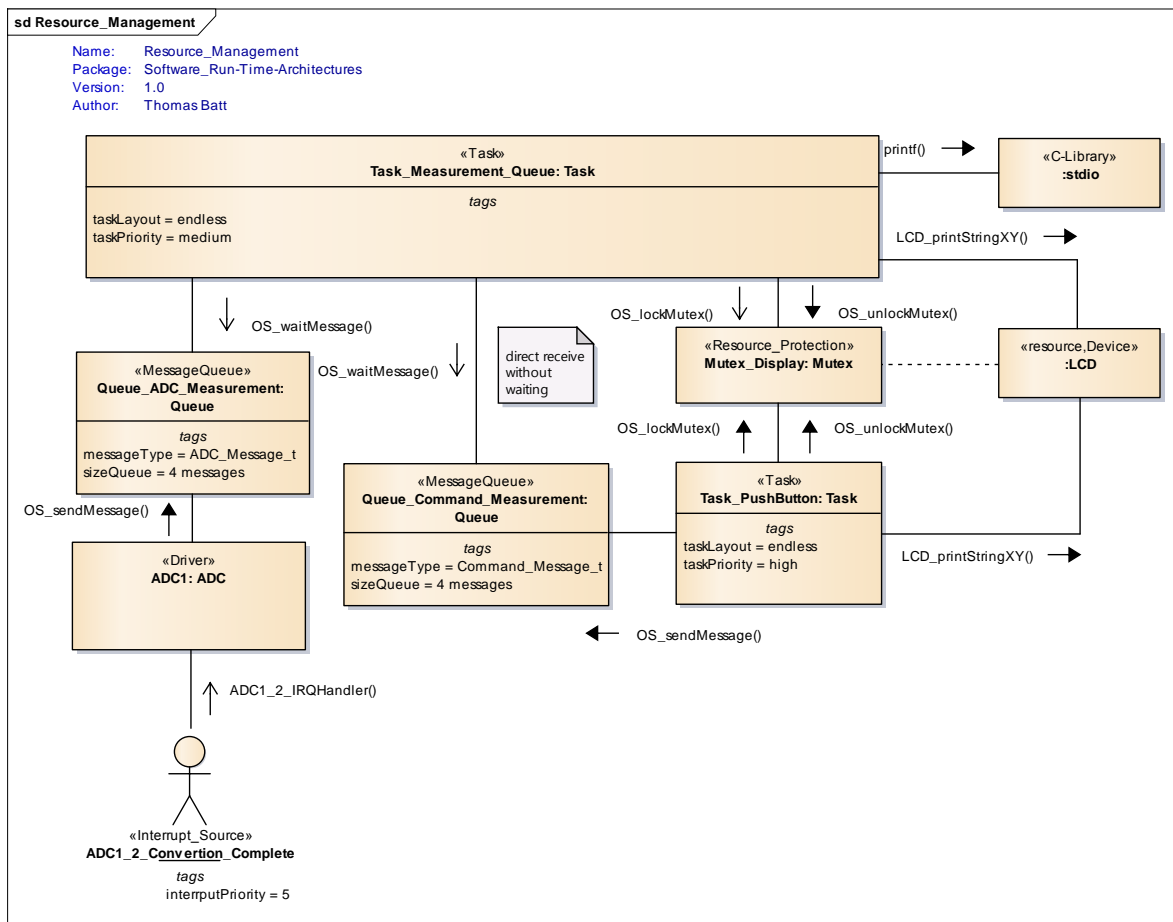 sd Resource_Management
Name: Resource_Management
Package: Software_Run-Time-Architectures
Version: 1.0
Author: Thomas Batt
«Task»
Task_Measurement_Queue: Task
tags
taskLayout = endless
taskPriority = medium
printf()
«C-Library»
:stdio
LCD_printStringXY()
OS_waitMessage()
OS_waitMessage()
direct receive
without
waiting
OS_lockMutex()
OS_unlockMutex()
«Resource_Protection»
Mutex_Display: Mutex
«resource,Device»
:LCD
«MessageQueue»
Queue_ADC_Measurement:
Queue
tags
messageType = ADC_Message_t
sizeQueue = 4 messages
OS_lockMutex()
OS_unlockMutex()
«MessageQueue»
Queue_Command_Measurement:
Queue
tags
messageType = Command_Message_t
sizeQueue = 4 messages
«Task»
Task_PushButton: Task
tags
taskLayout = endless
taskPriority = high
OS_sendMessage()
LCD_printStringXY()
«Driver»
ADC1: ADC
OS_sendMessage()
ADC1_2_IRQHandler()
«Interrupt_Source»
ADC1_2_Convertion_Complete
tags
interrputPriority = 5